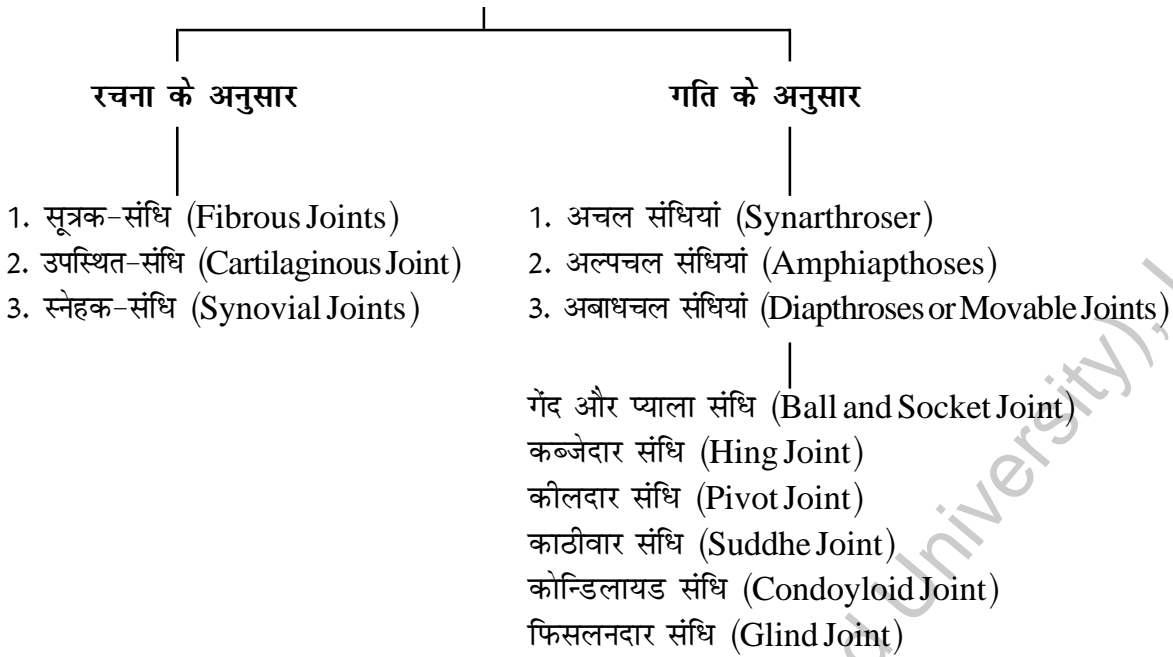 रचना के अनुसार
1. सूत्रक-संधि (Fibrous Joints)
2. उपस्थित-संधि (Cartilaginous Joint)
3. स्नेहक-संधि (Synovial Joints)
गति के अनुसार
1. अचल संधियां (Synarthroser)
2. अल्पचल संधियां (Amphiapthoses)
3. अबाधचल संधियां (Diapthroses or Movable Joints)
गेंद और प्याला संधि (Ball and Socket Joint)
कब्जेदार संधि (Hing Joint)
कीलदार संधि (Pivot Joint)
काठीवार संधि (Suddhe Joint)
कोन्डिलायड संधि (Condoyloid Joint)
फिसलनदार संधि (Glind Joint)
University),